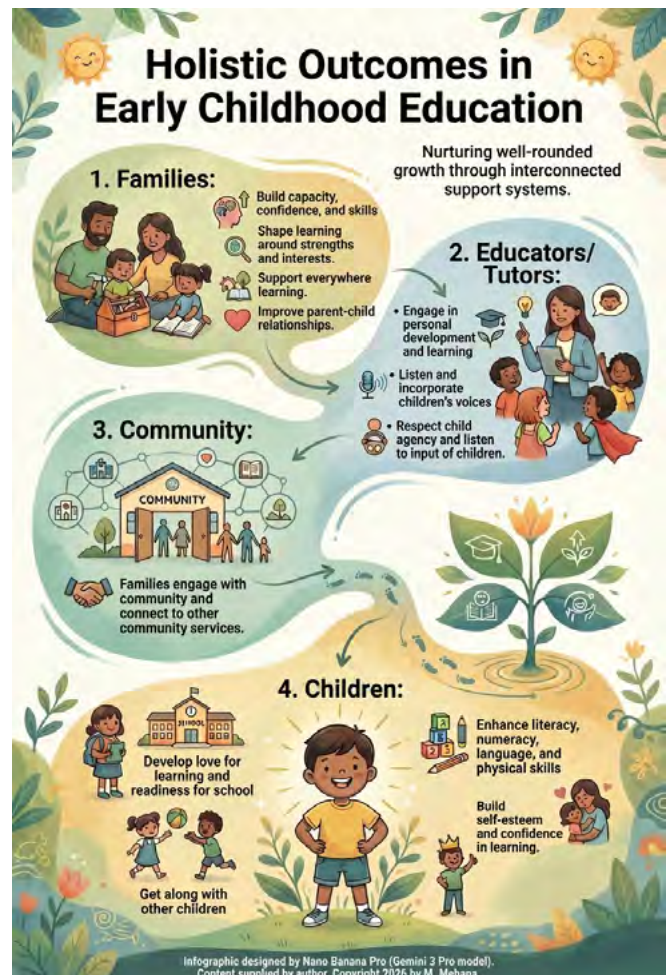 Holistic Outcomes in
Early Childhood Education
Nurturing well-rounded
growth through interconnected
support systems.
1. Families:
Build capacity,
confidence, and skills
Shape learning
around strengths
and interests.
Support everywhere
learning.
Improve parent-child
relationships.
2. Educators/
Tutors:
• Engage in
personal
development
and learning
• Listen and
incorporate
children's voices
• Respect child
agency and listen
to input of children.
3. Community:
COMMUNITY
Families engage with
community and
connect to other
community services.
4. Children:
SCHOOL
Develop love for
learning and
readiness for school
Get along with
other children
Enhance literacy,
numeracy,
language, and
physical skills
Build
self-esteem
and confidence
in learning.
Infographic designed by Nano Banana Pro (Gemini 3 Pro model).
Content supplied by author. Copyright 2026 by M. Mehana